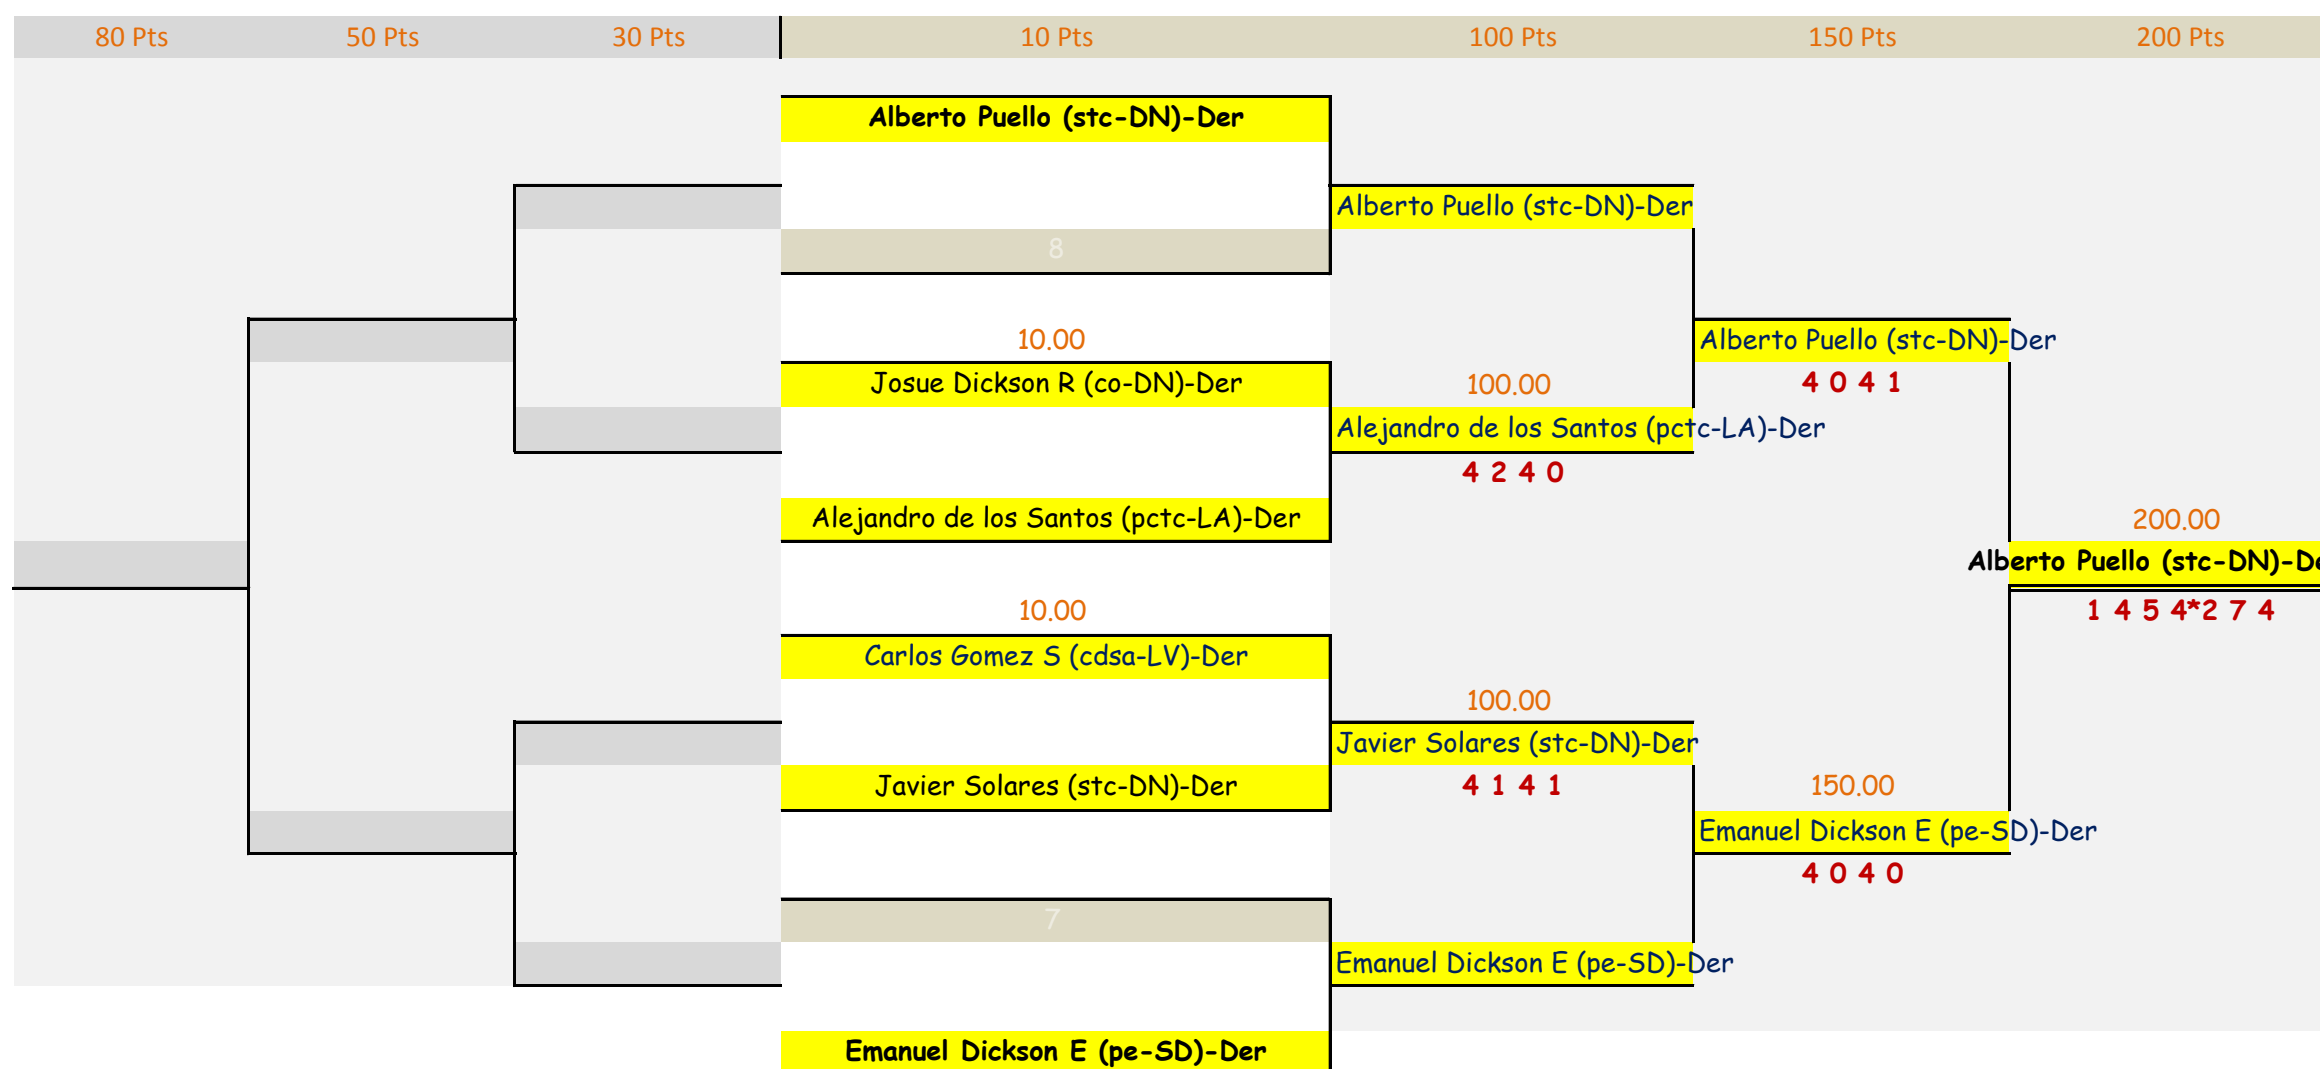 80 Pts 50 Pts 30 Pts 10 Pts 100 Pts 150 Pts 200 Pts
Alberto Puello (stc-DN)-Der
Alberto Puello (stc-DN)-Der
8
10.00 Alberto Puello (stc-DN)-Der
Josue Dickson R (co-DN)-Der 100.00 4 0 4 1
Alejandro de los Santos (pctc-LA)-Der
4 2 4 0
Alejandro de los Santos (pctc-LA)-Der 200.00
Alberto Puello (stc-DN)-De
10.00 1 4 5 4*2 7 4
Carlos Gomez S (cdsa-LV)-Der
100.00
Javier Solares (stc-DN)-Der
Javier Solares (stc-DN)-Der 4 1 4 1 150.00
Emanuel Dickson E (pe-SD)-Der
4 0 4 0
7
Emanuel Dickson E (pe-SD)-Der
Emanuel Dickson E (pe-SD)-Der